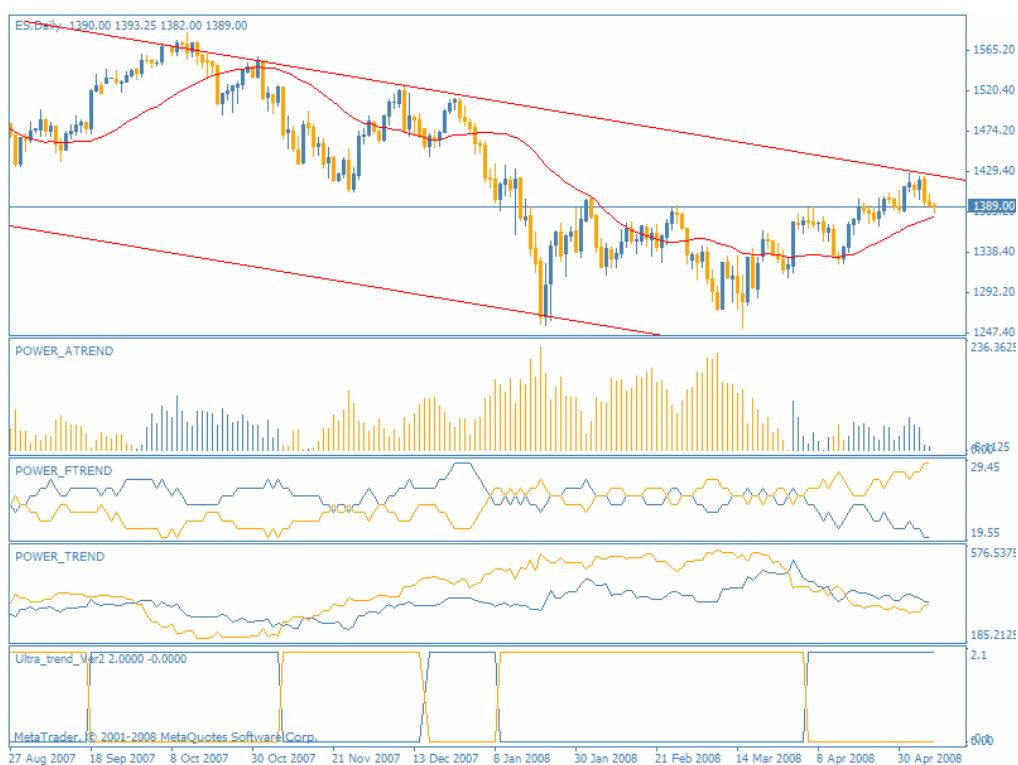 ES,Daily 1390.00 1393.25 1382.00 1389.00
1565.20
1520.40
1474.20
1429.40
1389.00
1338.40
1292.20
1247.40
POWER_ATREND
236.3625
POWER_FTREND
29.45
19.55
POWER_TREND
576.5375
185.2125
Ultra_trend_Ver2 2.0000 -0.0000
2.1
MetaTrader, © 2001-2008 MetaQuotes Software Corp.
27 Aug 2007 18 Sep 2007 8 Oct 2007 30 Oct 2007 21 Nov 2007 13 Dec 2007 8 Jan 2008 30 Jan 2008 21 Feb 2008 14 Mar 2008 8 Apr 2008 30 Apr 2008